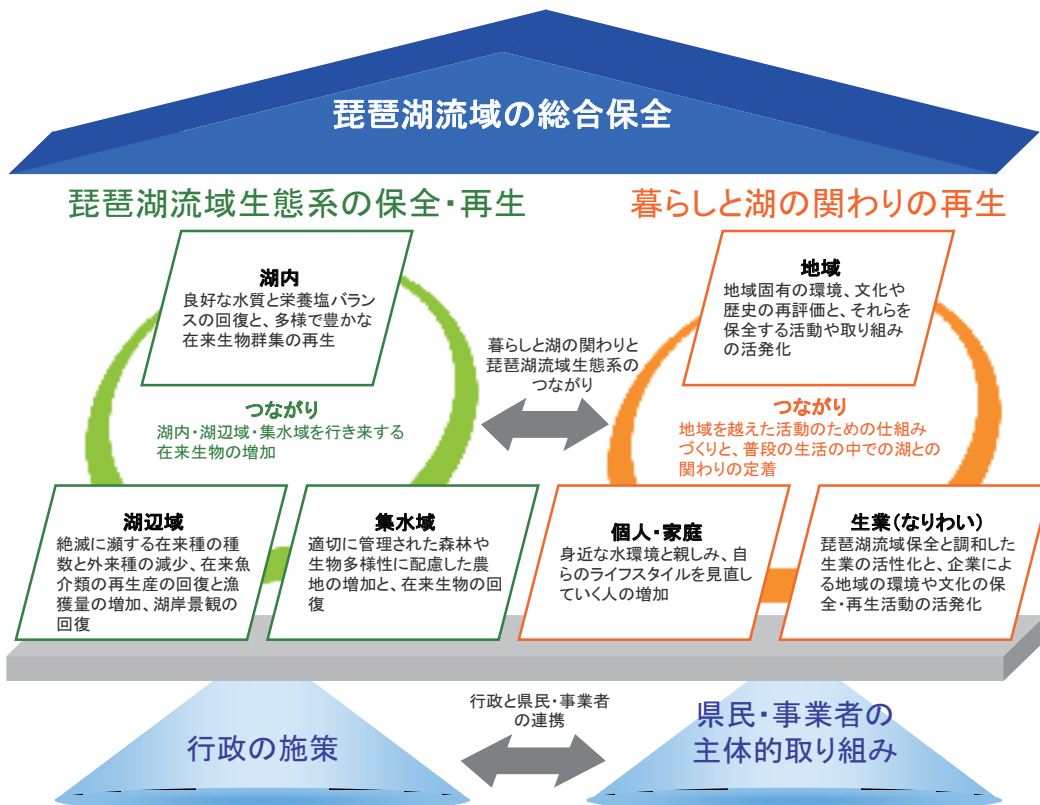 琵琶湖流域の総合保全
琵琶湖流域生態系の保全・再生
湖内
良好な水質と栄養塩バラン
スの回復と、多様で豊かな
在来生物群集の再生
つながり
湖内・湖辺域・集水域を行き来する
在来生物の増加
湖辺域
絶滅に瀕する在来種の種
数と外来種の減少、在来魚
介類の再生産の回復と漁
獲量の増加、湖岸景観の
回復
集水域
適切に管理された森林や
生物多様性に配慮した農
地の増加と、在来生物の回
復
暮らしと湖の関わりと
琵琶湖流域生態系の
つながり
暮らしと湖の関わりの再生
地域
地域固有の環境、文化や
歴史の再評価と、それらを
保全する活動や取り組み
の活発化
つながり
地域を越えた活動のための仕組み
づくりと、普段の生活の中での湖との
関わりの定着
個人・家庭
身近な水環境と親しみ、自
らのライフスタイルを見直し
ていく人の増加
生業(なりわい)
琵琶湖流域保全と調和した
生業の活性化と、企業によ
る地域の環境や文化の保
全・再生活動の活発化
行政の施策
行政と県民・事業者
の連携
県民・事業者の
主体的取り組み